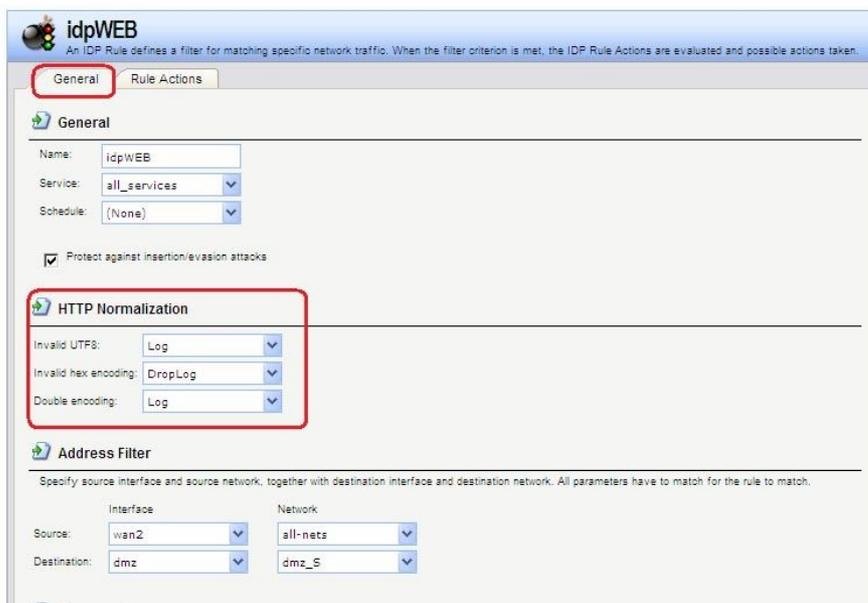 idpWEB
An IDP Rule defines a filter for matching specific network traffic. When the filter criterion is met, the IDP Rule Actions are evaluated and possible actions taken.
General Rule Actions
General
Name: idpWEB
Service: all_services
Schedule: (None)
Protect against insertion/evasion attacks
HTTP Normalization
Invalid UTF8: Log
Invalid hex encoding: DropLog
Double encoding: Log
Address Filter
Specify source interface and source network, together with destination interface and destination network. All parameters have to match for the rule to match.
Interface Network
Source: wan2 all-nets
Destination: dmz dmz_S